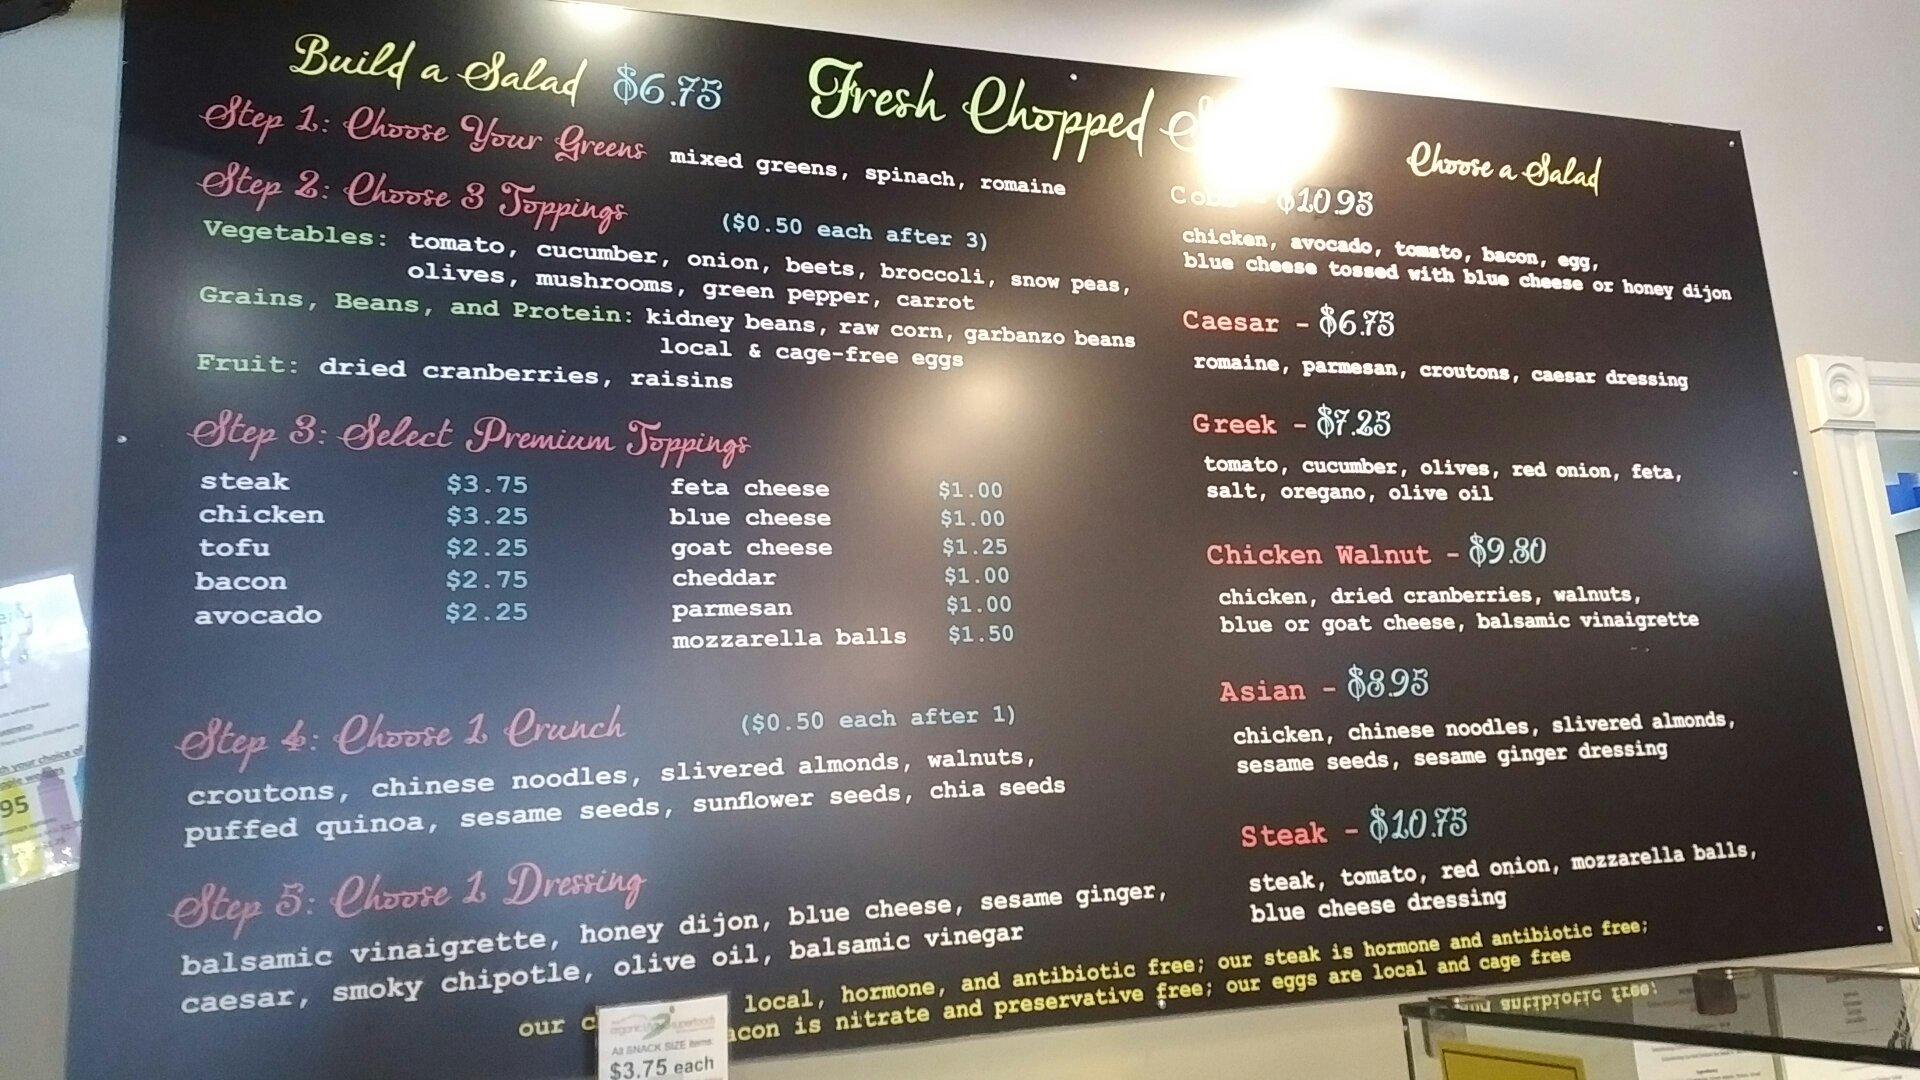 Build a Salad $6.75
Fresh Chopped
Step 1: Choose Your Greens mixed greens, spinach, romaine
Step 2: Choose 3 Toppings ($0.50 each after 3)
Vegetables: tomato, cucumber, onion, beets, broccoli, snow peas,
olives, mushrooms, green pepper, carrot
Grains, Beans, and Protein: kidney beans, raw corn, garbanzo beans
local & cage-free eggs
Fruit: dried cranberries, raisins
Step 3: Select Premium Toppings
steak $3.75
chicken $3.25
tofu $2.25
bacon $2.75
avocado $2.25
feta cheese $1.00
blue cheese $1.00
goat cheese $1.25
cheddar $1.00
parmesan $1.00
mozzarella balls $1.50
Step 4: Choose 1 Crunch ($0.50 each after 1)
croutons, chinese noodles, slivered almonds, walnuts,
puffed quinoa, sesame seeds, sunflower seeds, chia seeds
Step 5: Choose 1 Dressing
balsamic vinaigrette, honey dijon, blue cheese, sesame ginger,
caesar, smoky chipotle, olive oil, balsamic vinegar
Choose a Salad
$10.95
chicken, avocado, tomato, bacon, egg,
blue cheese tossed with blue cheese or honey dijon
Caesar - $6.75
romaine, parmesan, croutons, caesar dressing
Greek - $7.25
tomato, cucumber, olives, red onion, feta,
salt, oregano, olive oil
Chicken Walnut - $9.80
chicken, dried cranberries, walnuts,
blue or goat cheese, balsamic vinaigrette
Asian - $8.95
chicken, chinese noodles, slivered almonds,
sesame seeds, sesame ginger dressing
Steak - $10.75
steak, tomato, red onion, mozzarella balls,
blue cheese dressing
our local, hormone, and antibiotic free; our steak is hormone and antibiotic free;
is nitrate and preservative free; our eggs are local and cage free
All SNACK SIZE items
$3.75 each
95